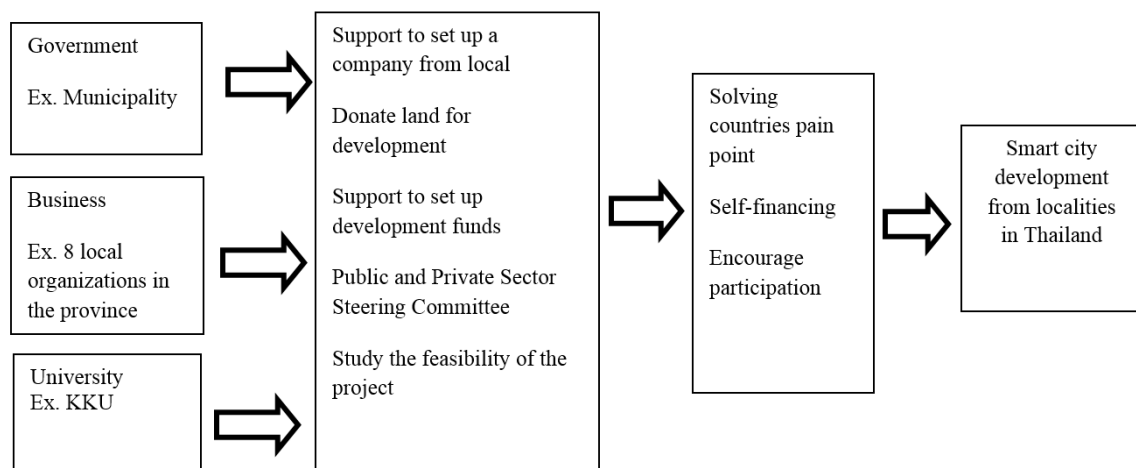 Government
Ex. Municipality
Business
Ex. 8 local
organizations in
the province
University
Ex. KKU
Support to set up a
company from local
Donate land for
development
Support to set up
development funds
Public and Private Sector
Steering Committee
Study the feasibility of the
project
Solving
countries pain
point
Self-financing
Encourage
participation
Smart city
development
from localities
in Thailand